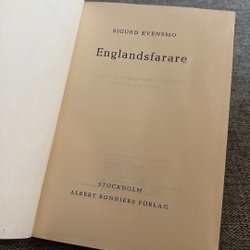 SIGURD EVENSMO
Englandsfarare
STOCKHOLM
ALBERT BONNIERS FÖRLAG